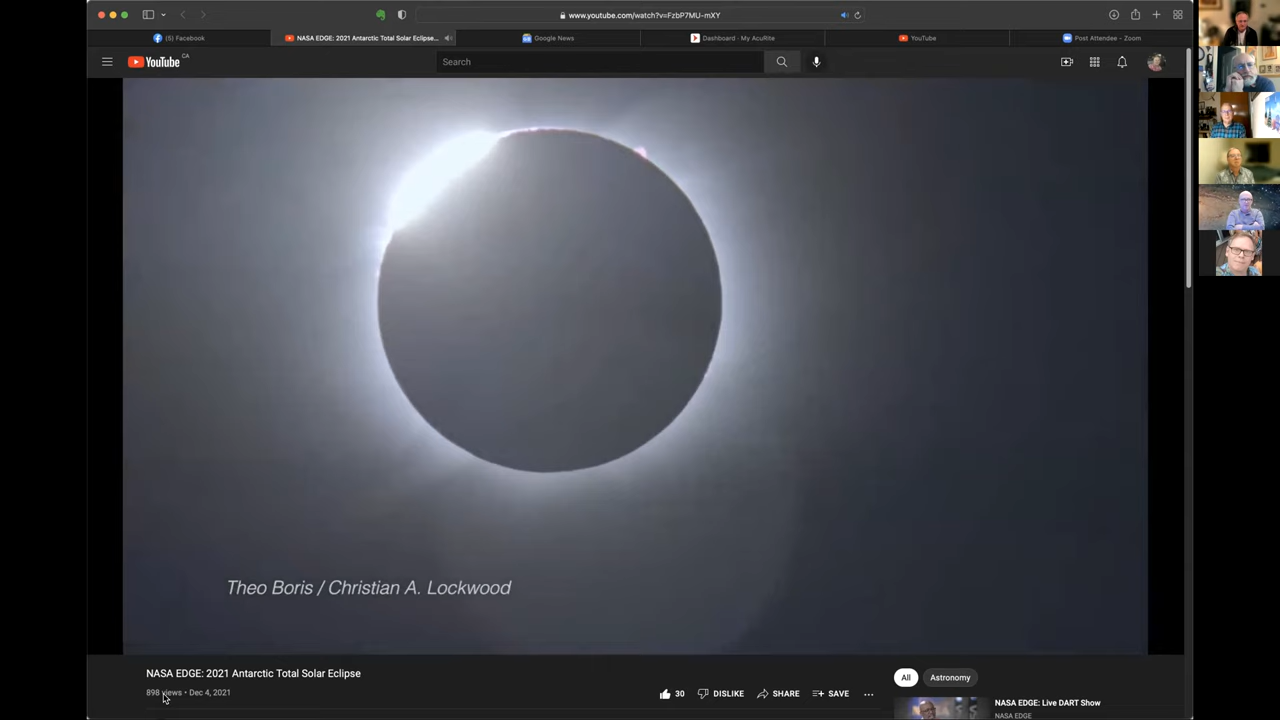 www.youtube.com/watch?v=FzbP7MU-mXY
(5) Facebook
NASA EDGE: 2021 Antarctic Total Solar Eclipse...
Google News
Dashboard · My AcuRite
YouTube
Post Attendee - Zoom
YouTube CA
Search
Theo Boris / Christian A. Lockwood
NASA EDGE: 2021 Antarctic Total Solar Eclipse
898 views • Dec 4, 2021
30
DISLIKE
SHARE
SAVE
All
Astronomy
NASA EDGE: Live DART Show
NASA EDGE